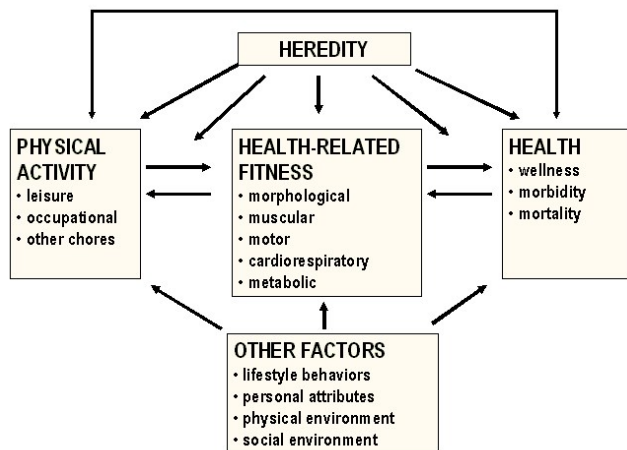 HEREDITY
PHYSICAL
ACTIVITY
• leisure
• occupational
• other chores
HEALTH-RELATED
FITNESS
• morphological
• muscular
• motor
• cardiorespiratory
• metabolic
HEALTH
• wellness
• morbidity
• mortality
OTHER FACTORS
• lifestyle behaviors
• personal attributes
• physical environment
• social environment